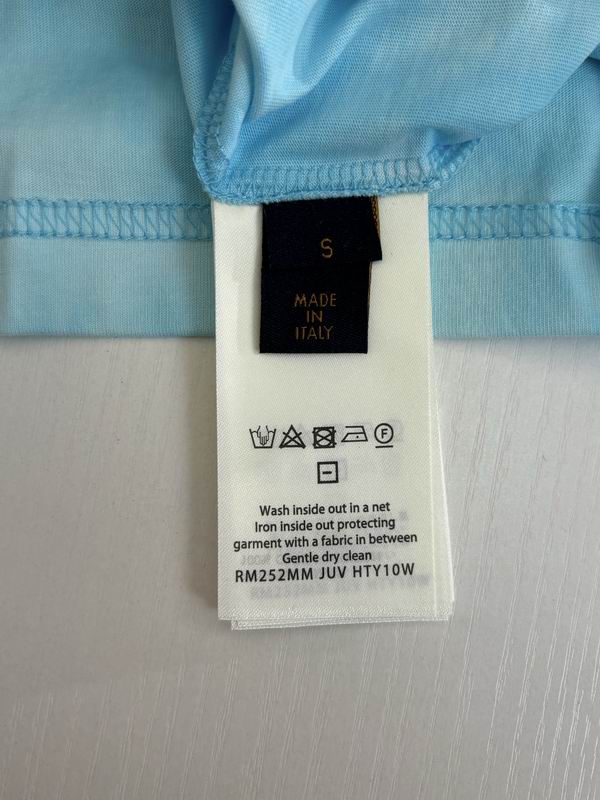 S
MADE
IN
ITALY
F
Wash inside out in a net
Iron inside out protecting
garment with a fabric in between
Gentle dry clean
RM252MM JUV HTY10W